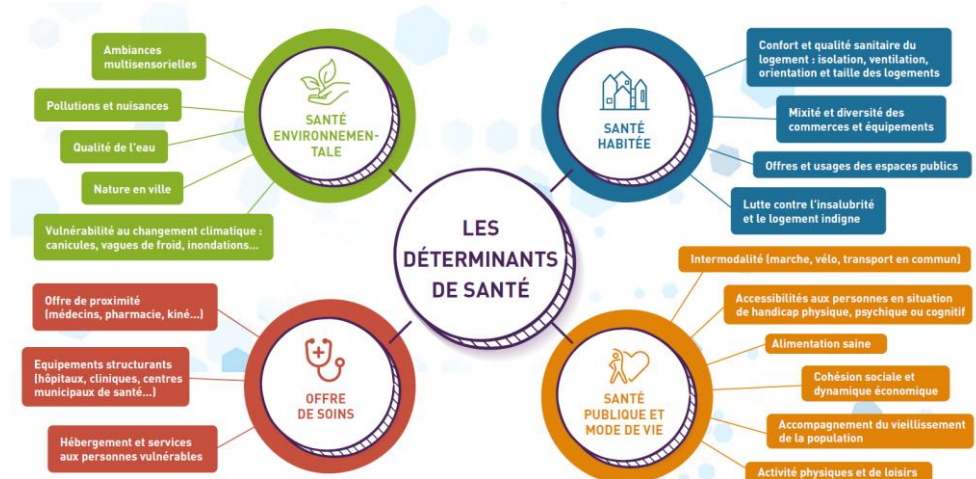 LES
DÉTERMINANTS
DE SANTÉ
SANTÉ
ENVIRONNEMEN-
TALE
Ambiances
multisensorielles
Pollutions et nuisances
Qualité de l'eau
Nature en ville
Vulnérabilité au changement climatique :
canicules, vagues de froid, inondations...
SANTÉ
HABITÉE
Confort et qualité sanitaire du
logement : isolation, ventilation,
orientation et taille des logements
Mixité et diversité des
commerces et équipements
Offres et usages des espaces publics
Lutte contre l'insalubrité
et le logement indigne
OFFRE
DE SOINS
Offre de proximité
(médecins, pharmacie, kiné...)
Equipements structurants
(hôpitaux, cliniques, centres
municipaux de santé...)
Hébergement et services
aux personnes vulnérables
SANTÉ
PUBLIQUE ET
MODE DE VIE
Intermodalité (marche, vélo, transport en commun)
Accessibilités aux personnes en situation
de handicap physique, psychique ou cognitif
Alimentation saine
Cohésion sociale et
dynamique économique
Accompagnement du vieillissement
de la population
Activité physiques et de loisirs